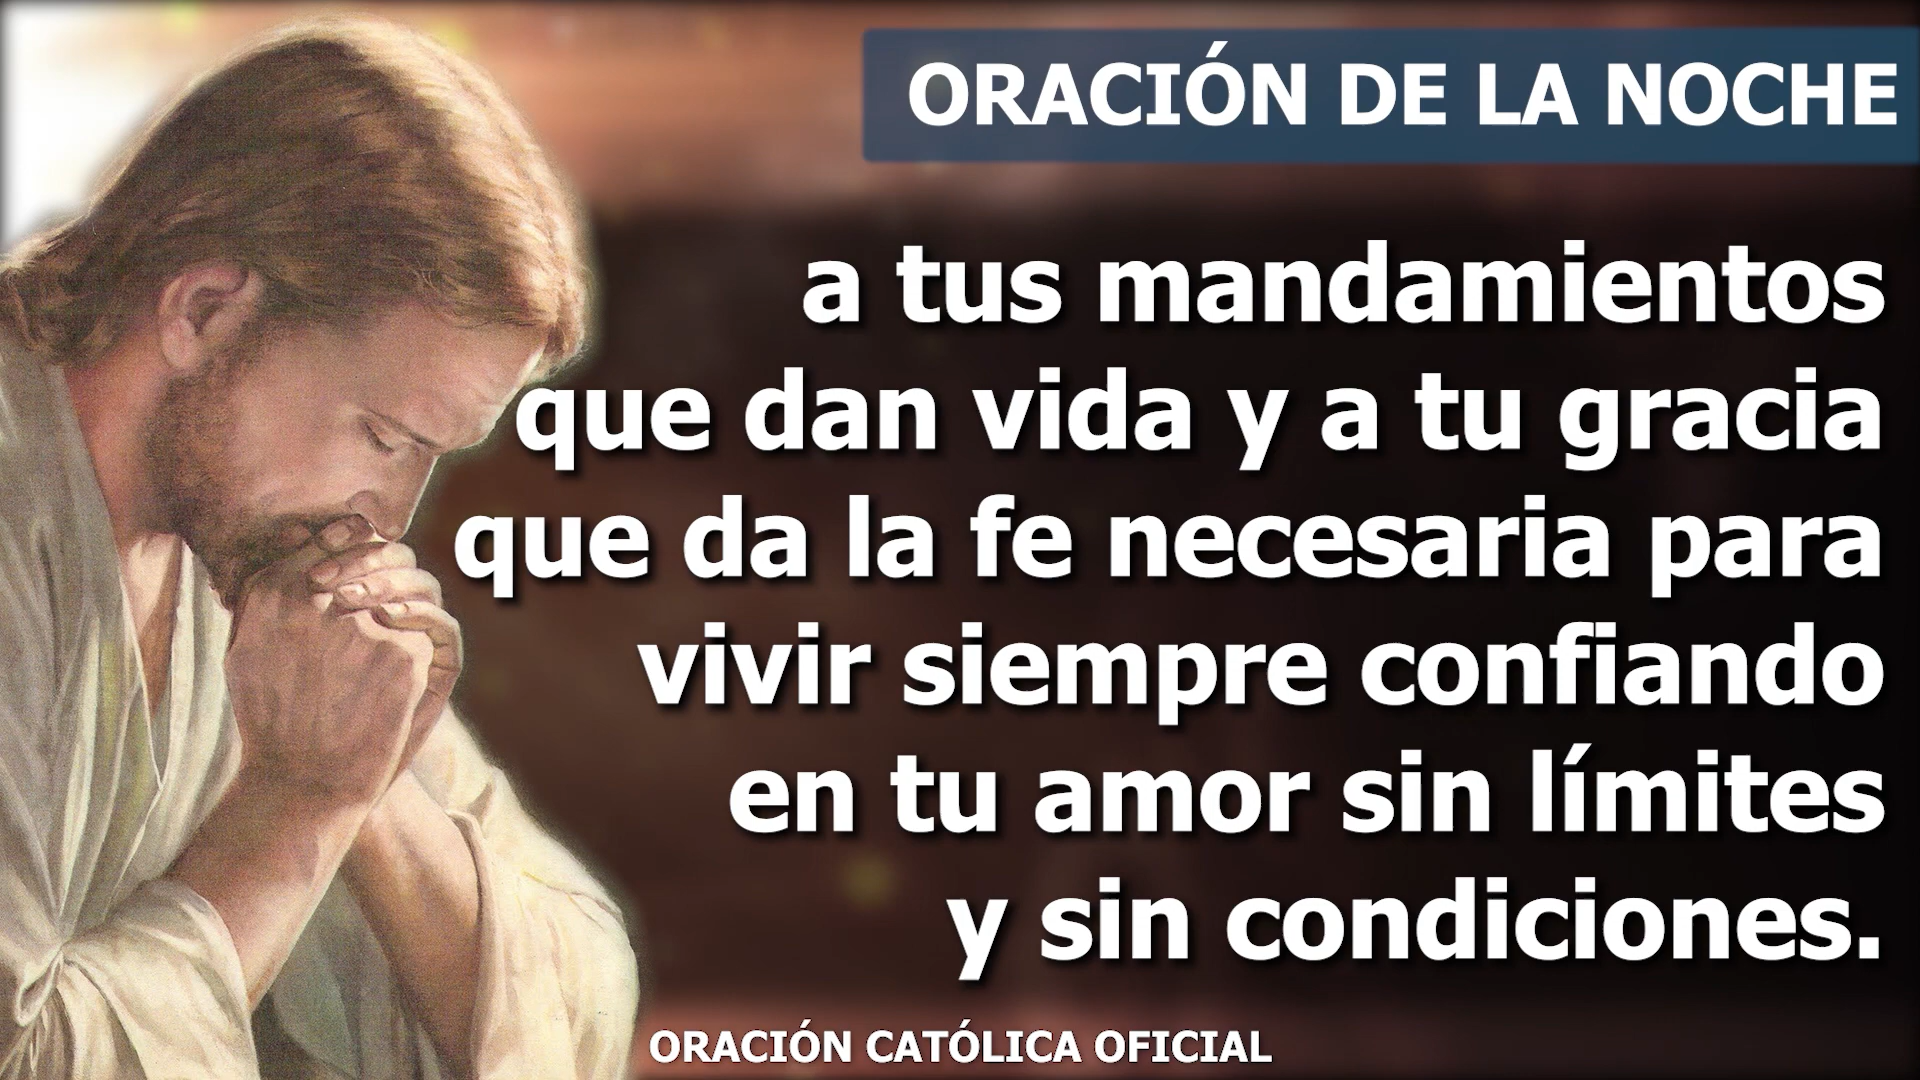 ORACIÓN DE LA NOCHE
a tus mandamientos
que dan vida y a tu gracia
que da la fe necesaria para
vivir siempre confiando
en tu amor sin límites
y sin condiciones.
ORACIÓN CATÓLICA OFICIAL